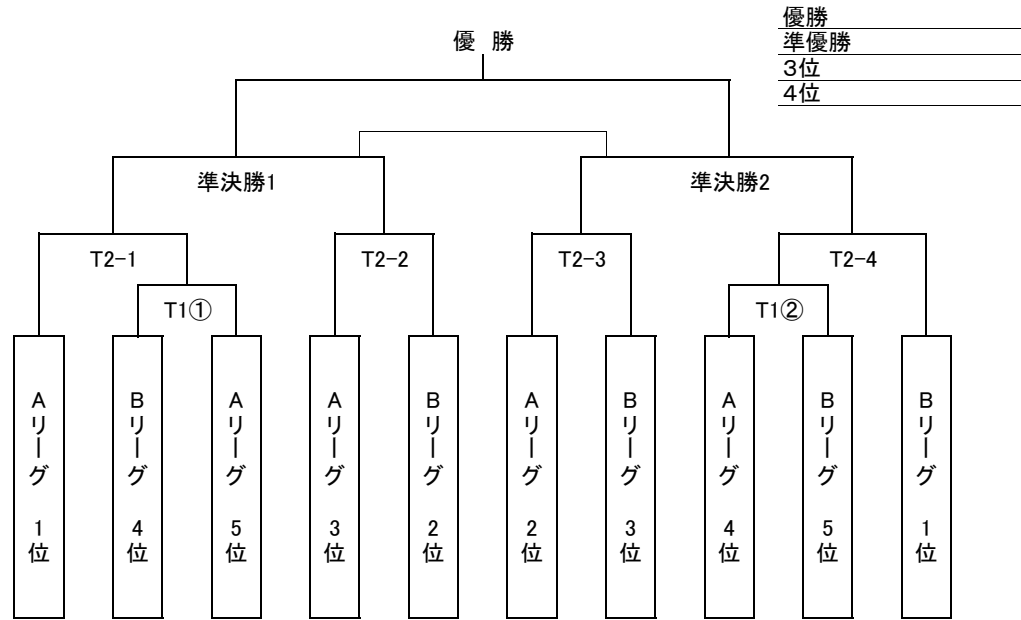 優勝
準優勝
3位
4位
優 勝
準決勝1
準決勝2
T2-1
T2-2
T2-3
T2-4
T1①
T1②
Aリーグ 1位
Bリーグ 4位
Aリーグ 5位
Aリーグ 3位
Bリーグ 2位
Aリーグ 2位
Bリーグ 3位
Aリーグ 4位
Bリーグ 5位
Bリーグ 1位